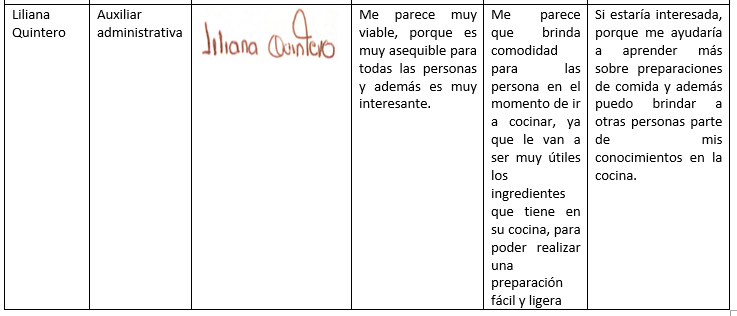 Liliana
Quintero
Auxiliar
administrativa
Liliana Quintero
Me parece muy
viable, porque es
muy asequible para
todas las personas
y además es muy
interesante.
Me parece
que brinda
comodidad
para las
persona en el
momento de ir
a cocinar, ya
que le van a
ser muy útiles
los
ingredientes
que tiene en
su cocina, para
poder realizar
una
preparación
fácil y ligera
Si estaría interesada,
porque me ayudaría
a aprender más
sobre preparaciones
de comida y además
puedo brindar a
otras personas parte
de mis
conocimientos en la
cocina.